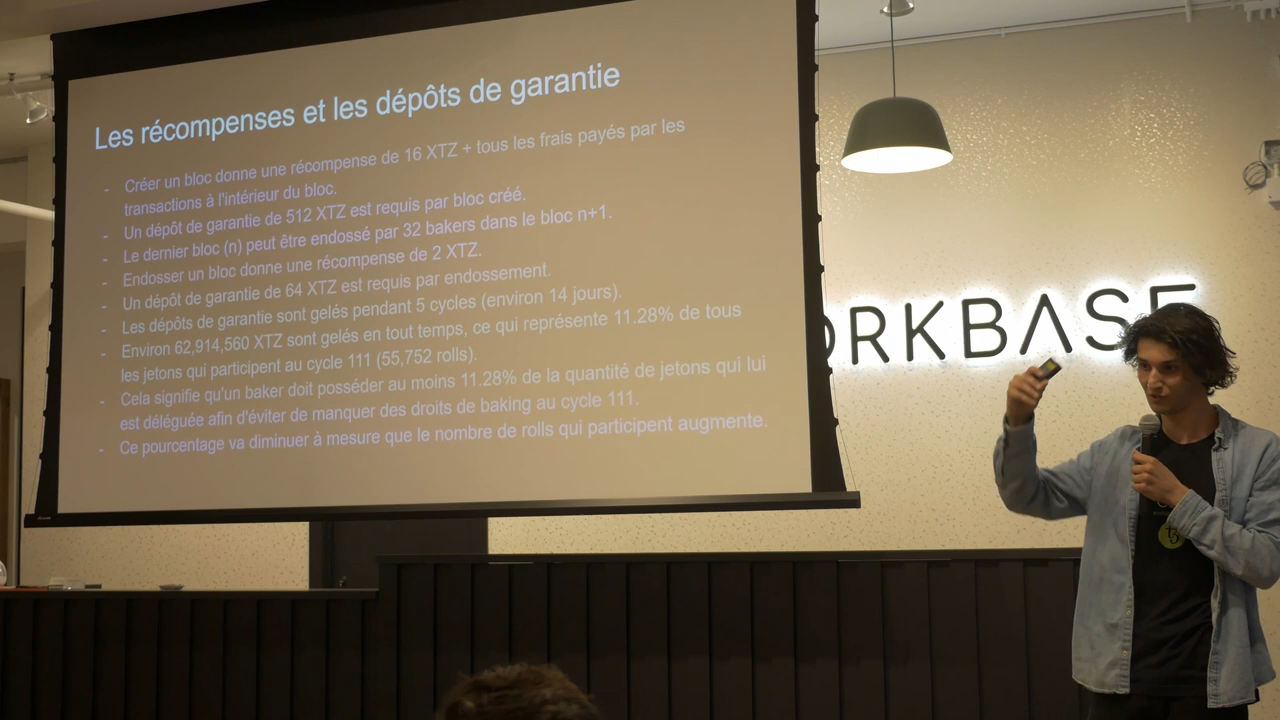 Les récompenses et les dépôts de garantie
- Créer un bloc donne une récompense de 16 XTZ + tous les frais payés par les
transactions à l'intérieur du bloc.
- Un dépôt de garantie de 512 XTZ est requis par bloc créé.
- Le dernier bloc (n) peut être endossé par 32 bakers dans le bloc n+1.
- Endosser un bloc donne une récompense de 2 XTZ.
- Un dépôt de garantie de 64 XTZ est requis par endossement.
- Les dépôts de garantie sont gelés pendant 5 cycles (environ 14 jours).
- Environ 62,914,560 XTZ sont gelés en tout temps, ce qui représente 11.28% de tous
les jetons qui participent au cycle 111 (55,752 rolls).
- Cela signifie qu'un baker doit posséder au moins 11.28% de la quantité de jetons qui lui
est déléguée afin d'éviter de manquer des droits de baking au cycle 111.
- Ce pourcentage va diminuer à mesure que le nombre de rolls qui participent augmente.
ORKBASE